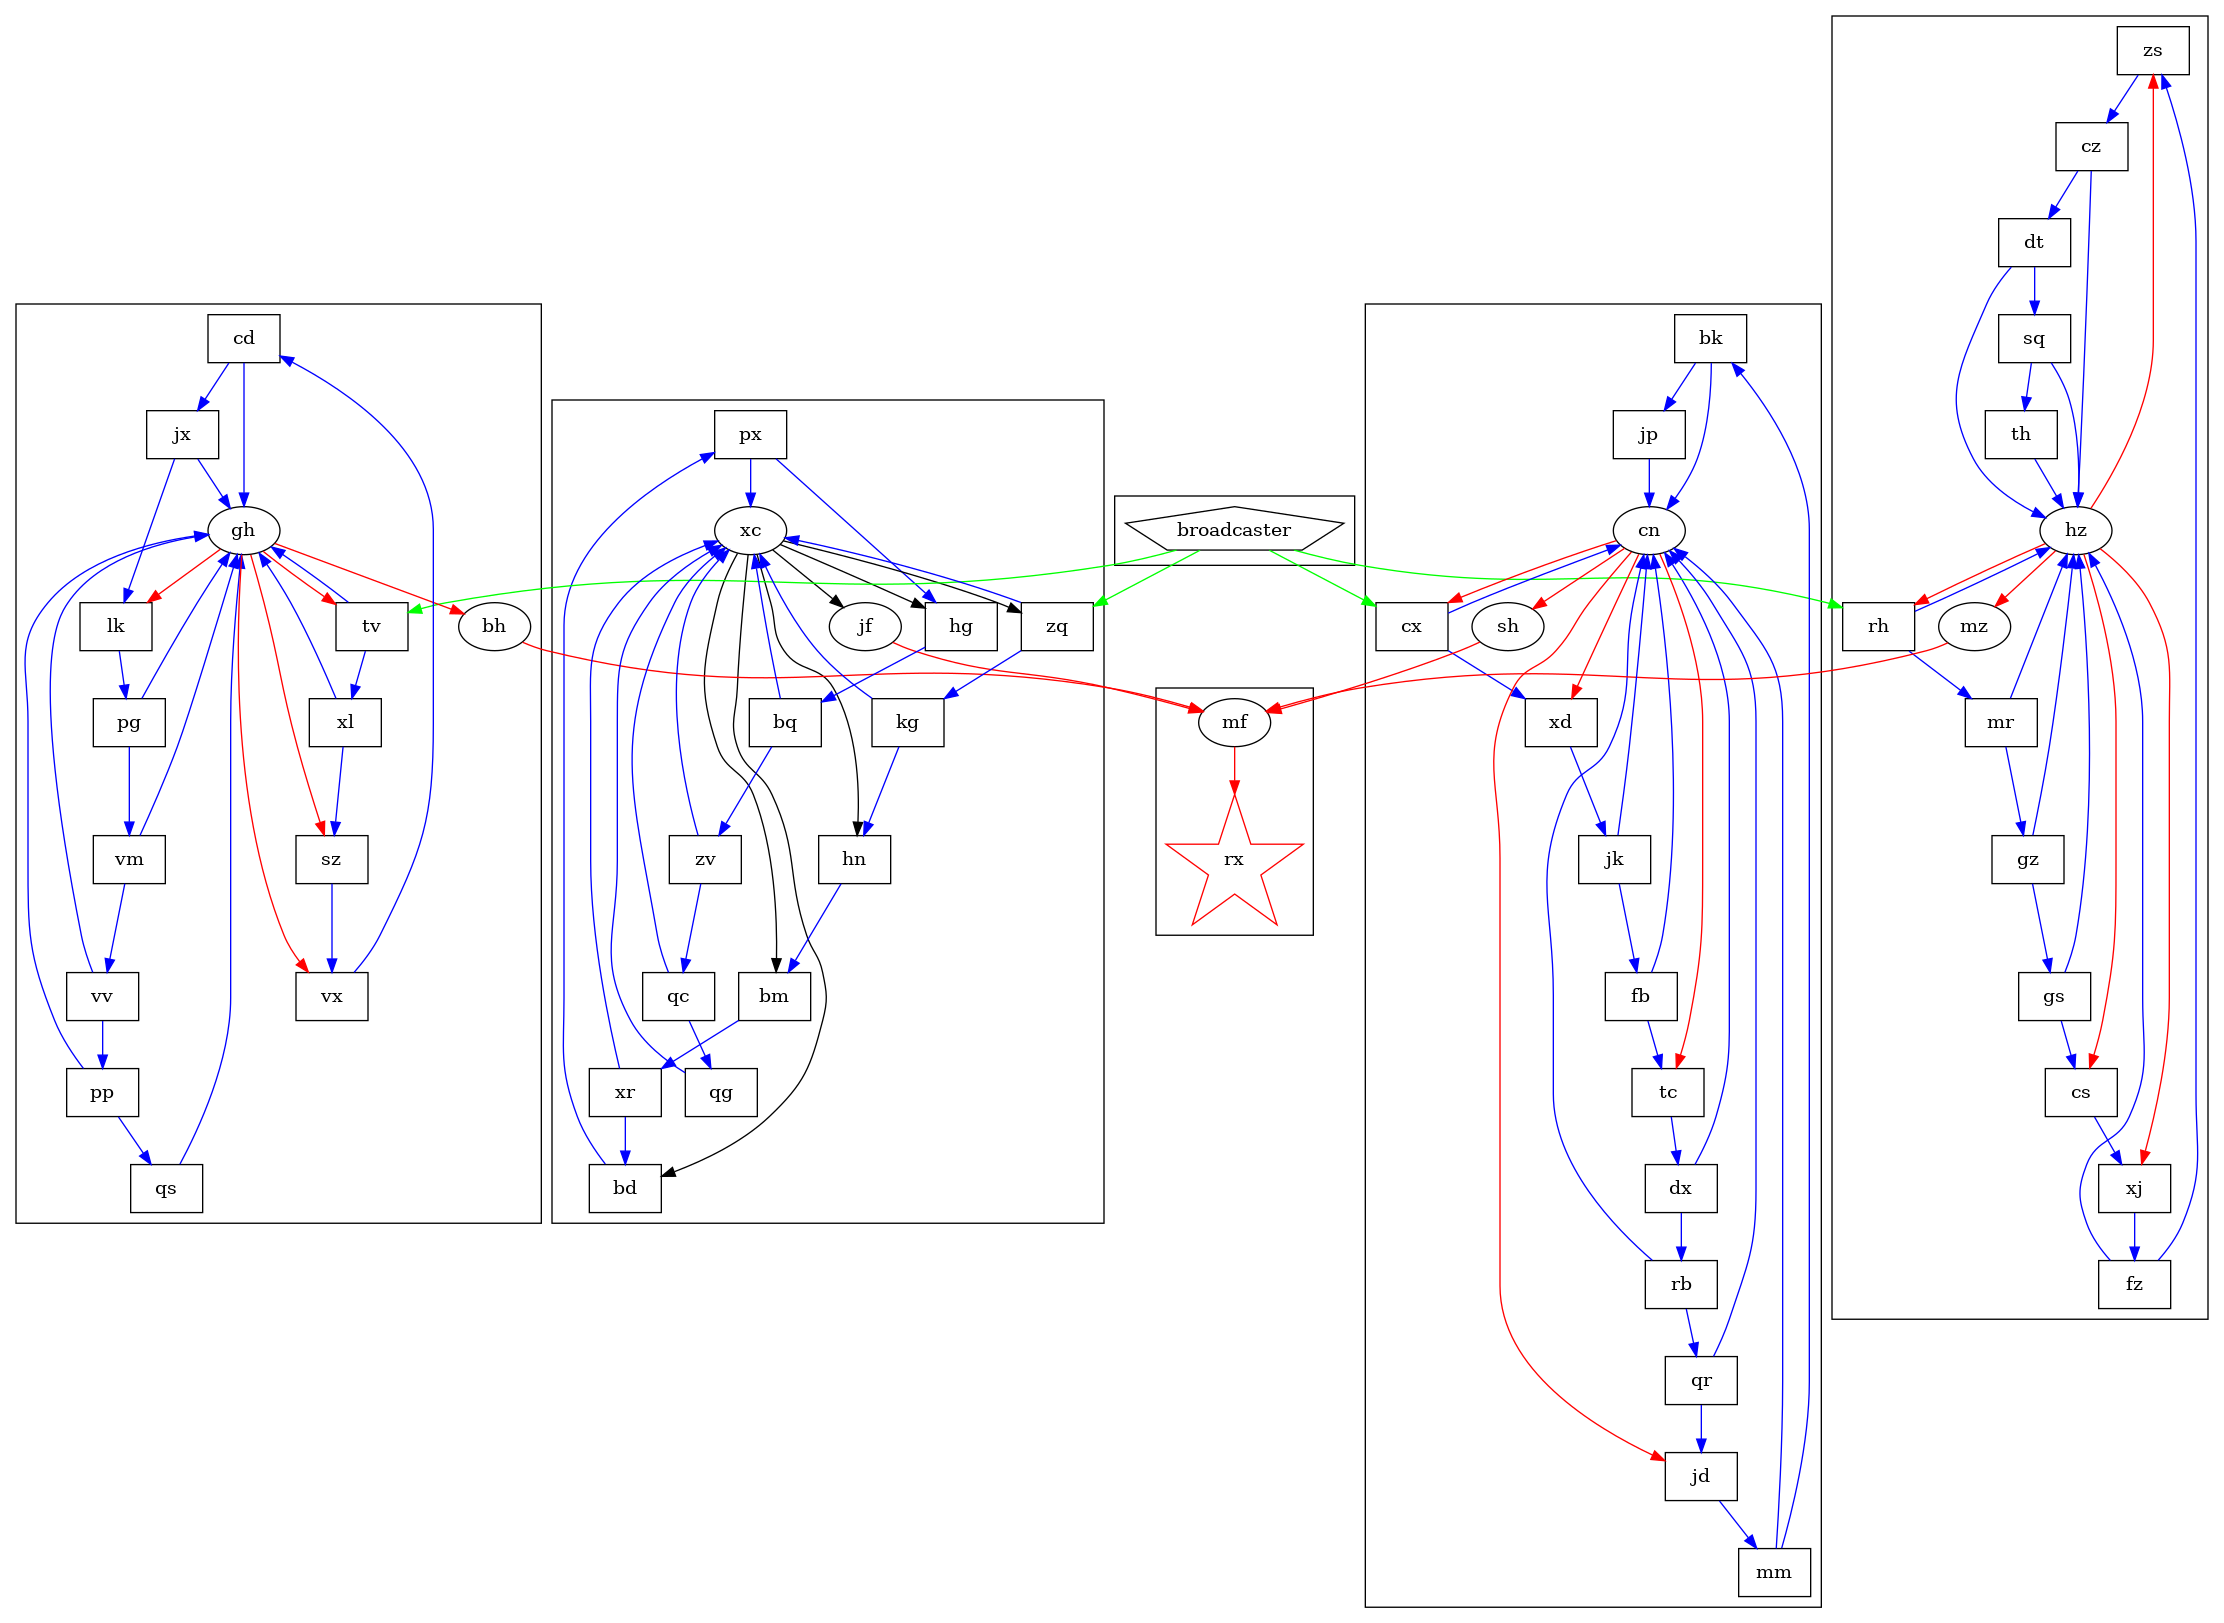 zs
cz
dt
cd
sq
bk
jx
px
jp
th
gh
xc
broadcaster
cn
hz
lk
tv
bh
jf
hg
zq
cx
sh
rh
mz
pg
xl
bq
kg
mf
xd
mr
vm
sz
zv
hn
rx
jk
gz
vv
vx
qc
bm
fb
gs
pp
xr
qg
tc
cs
qs
bd
dx
xj
rb
fz
qr
jd
mm